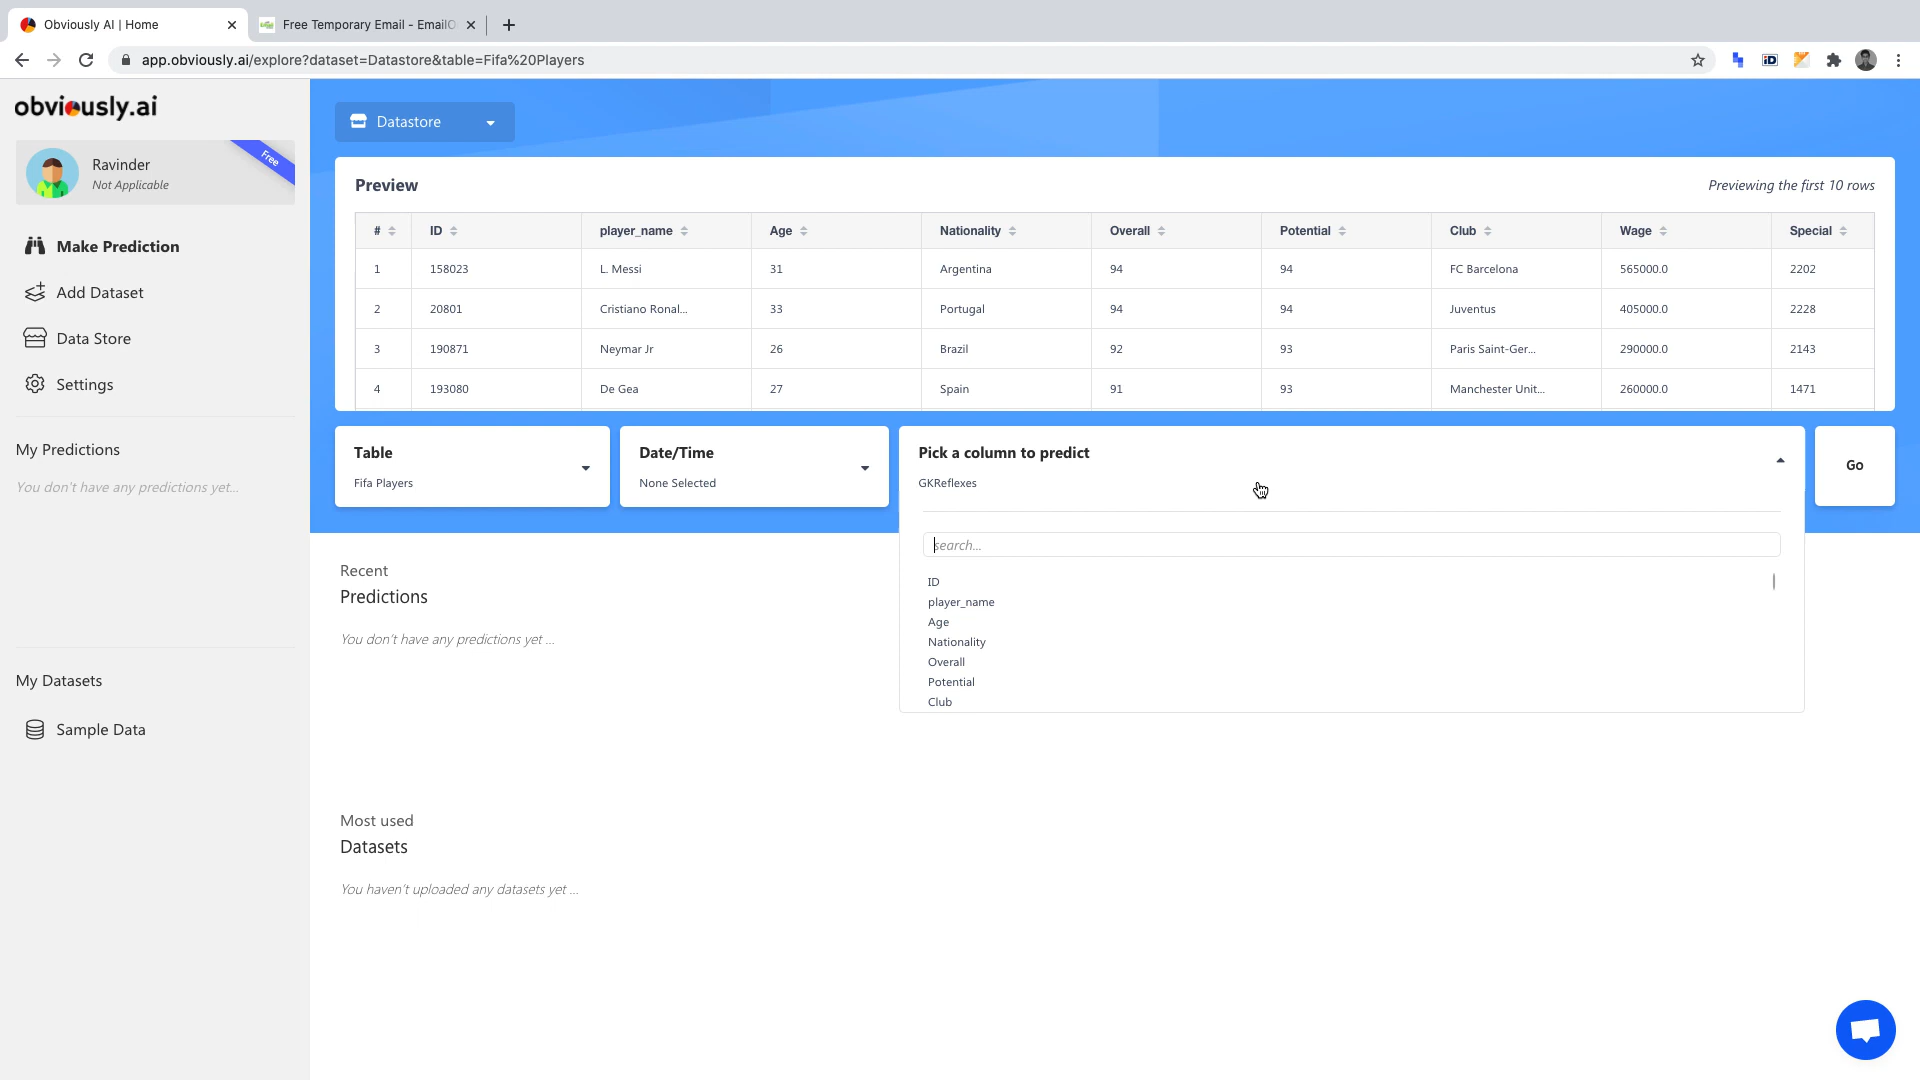 Obviously AI | Home
Free Temporary Email - EmailO
app.obviously.ai/explore?dataset=Datastore&table=Fifa%20Players
obviously.ai
Ravinder
Not Applicable
Free
Make Prediction
Add Dataset
Data Store
Settings
My Predictions
You don't have any predictions yet...
My Datasets
Sample Data
Datastore
Preview
Previewing the first 10 rows
# ID player_name Age Nationality Overall Potential Club Wage Special
1 158023 L. Messi 31 Argentina 94 94 FC Barcelona 565000.0 2202
2 20801 Cristiano Ronal... 33 Portugal 94 94 Juventus 405000.0 2228
3 190871 Neymar Jr 26 Brazil 92 93 Paris Saint-Ger... 290000.0 2143
4 193080 De Gea 27 Spain 91 93 Manchester Unit... 260000.0 1471
Table
Fifa Players
Date/Time
None Selected
Pick a column to predict
GKReflexes
Go
search...
ID
player_name
Age
Nationality
Overall
Potential
Club
Recent
Predictions
You don't have any predictions yet ...
Most used
Datasets
You haven't uploaded any datasets yet ...